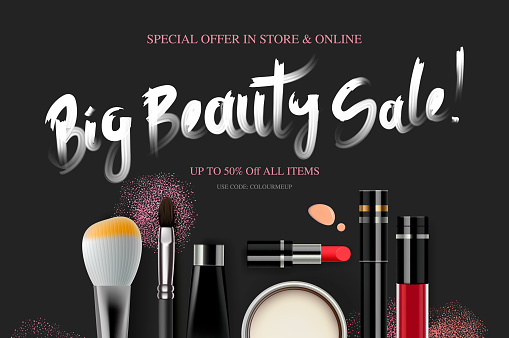 SPECIAL OFFER IN STORE & ONLINE
Big Beauty Sale!
UP TO 50% Off ALL ITEMS
USE CODE: COLOURMEUP